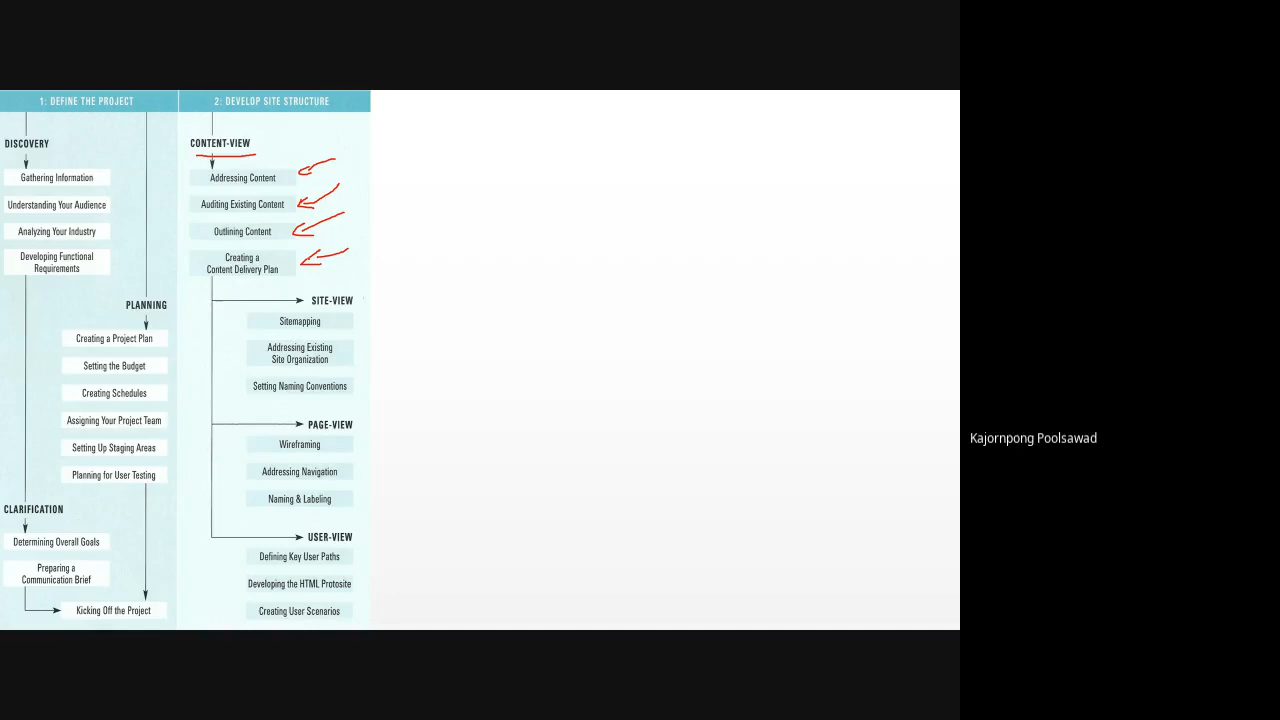 1: DEFINE THE PROJECT
DISCOVERY
Gathering Information
Understanding Your Audience
Analyzing Your Industry
Developing Functional
Requirements
PLANNING
Creating a Project Plan
Setting the Budget
Creating Schedules
Assigning Your Project Team
Setting Up Staging Areas
Planning for User Testing
CLARIFICATION
Determining Overall Goals
Preparing a
Communication Brief
Kicking Off the Project
2: DEVELOP SITE STRUCTURE
CONTENT-VIEW
Addressing Content
Auditing Existing Content
Outlining Content
Creating a
Content Delivery Plan
SITE-VIEW
Sitemapping
Addressing Existing
Site Organization
Setting Naming Conventions
PAGE-VIEW
Wireframing
Addressing Navigation
Naming & Labeling
USER-VIEW
Defining Key User Paths
Developing the HTML Protosite
Creating User Scenarios
Kajornpong Poolsawad